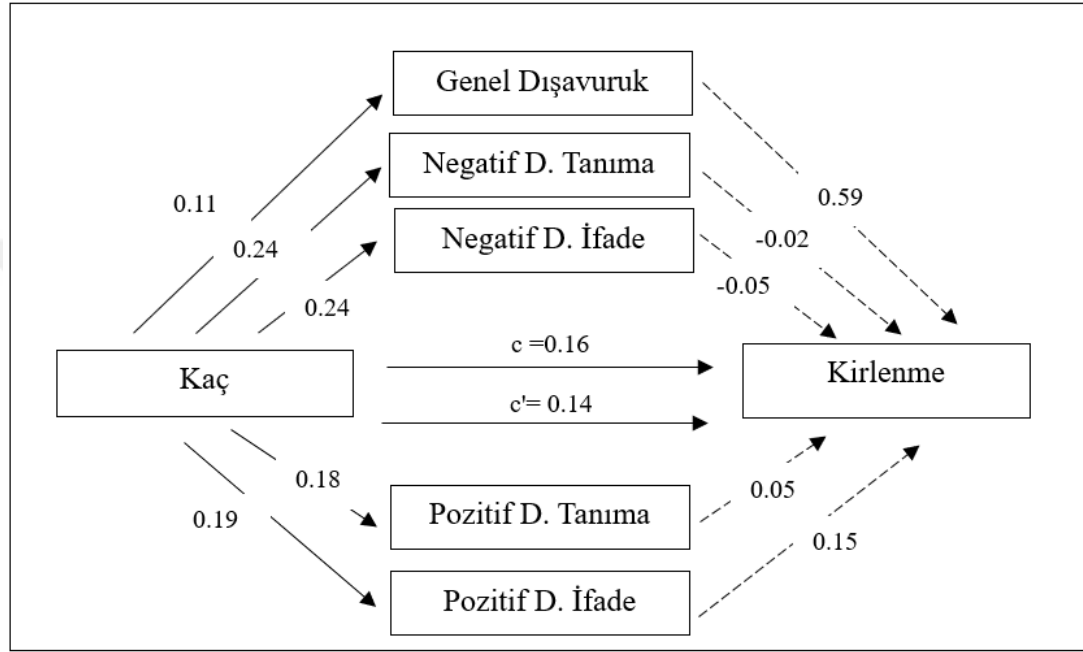 Genel Dışavuruk
Negatif D. Tanıma
0.11
0.59
0.24
Negatif D. İfade
-0.02
0.24
-0.05
c =0.16
Kaç
Kirlenme
c'= 0.14
0.18
0.05
Pozitif D. Tanıma
0.19
0.15
Pozitif D. İfade